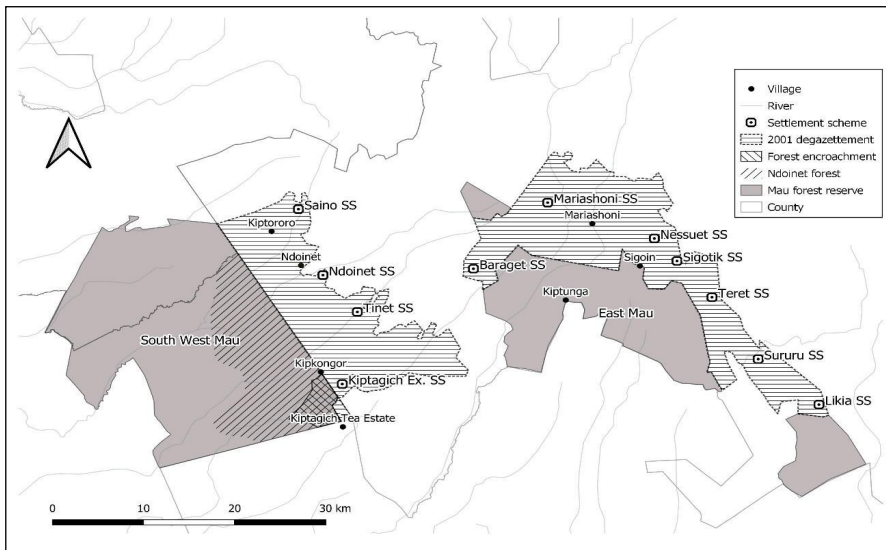 Village
River
Settlement scheme
2001 degazettement
Forest encroachment
Ndoinet forest
Mau forest reserve
County
Saino SS
Kiptororo
Ndoinet
Ndoinet SS
Tinet SS
South West Mau
Kipkongor
Kiptagich Ex. SS
Kiptagich Tea Estate
Mariashoni SS
Mariashoni
Nessuet SS
Sigotik SS
Sigoin
Baraget SS
Teret SS
Kiptunga
East Mau
Sururu SS
Likia SS
0 10 20 30 km